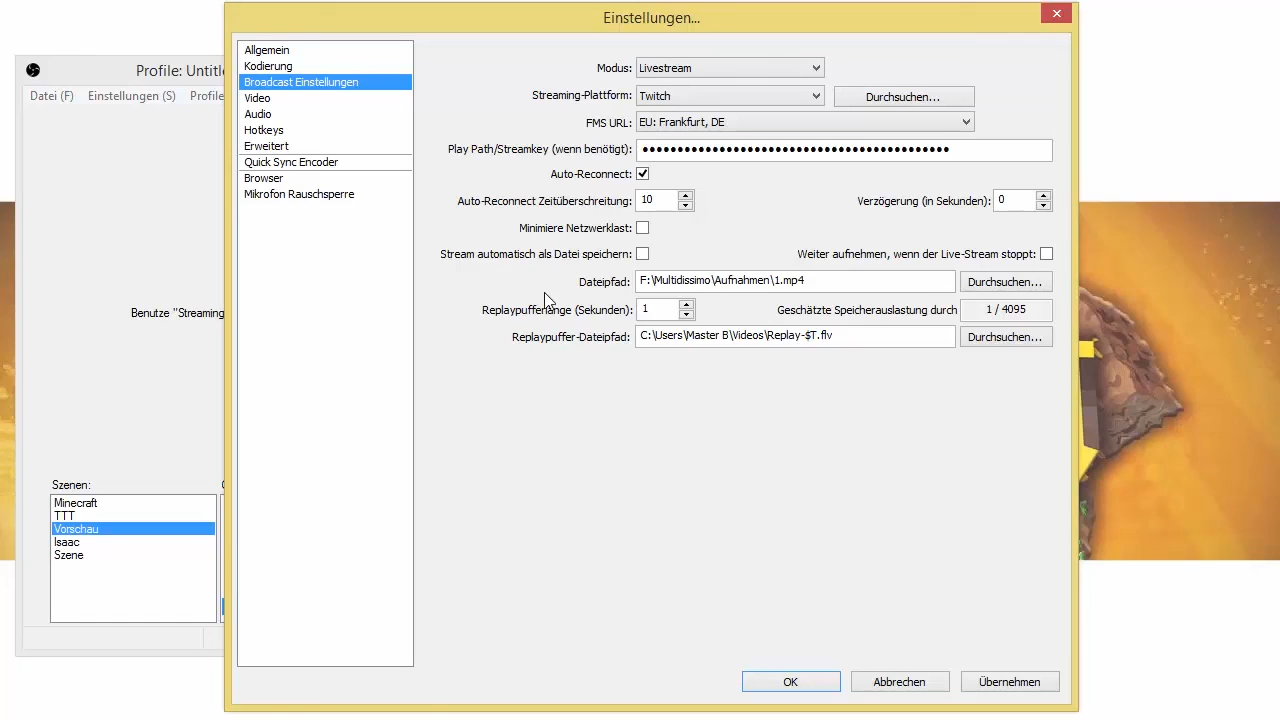 Einstellungen...
Profile: Untitle
Datei (F) Einstellungen (S) Profile
Benutze "Streaming
Szenen:
Minecraft
TTT
Vorschau
Isaac
Szene
Allgemein
Kodierung
Broadcast Einstellungen
Video
Audio
Hotkeys
Erweitert
Quick Sync Encoder
Browser
Mikrofon Rauschsperre
Modus: Livestream
Streaming-Plattform: Twitch Durchsuchen...
FMS URL: EU: Frankfurt, DE
Play Path/Streamkey (wenn benötigt): ●●●●●●●●●●●●●●●●●●●●●●●●●●●●●●●●●●●●●●●●●●●●
Auto-Reconnect:
Auto-Reconnect Zeitüberschreitung: 10 Verzögerung (in Sekunden): 0
Minimiere Netzwerklast:
Stream automatisch als Datei speichern: Weiter aufnehmen, wenn der Live-Stream stoppt:
Dateipfad: F:\Multidissimo\Aufnahmen\1.mp4 Durchsuchen...
Replaypufferlänge (Sekunden): 1 Geschätzte Speicherauslastung durch 1 / 4095
Replaypuffer-Dateipfad: C:\Users\Master B\Videos\Replay-$T.flv Durchsuchen...
OK Abbrechen Übernehmen